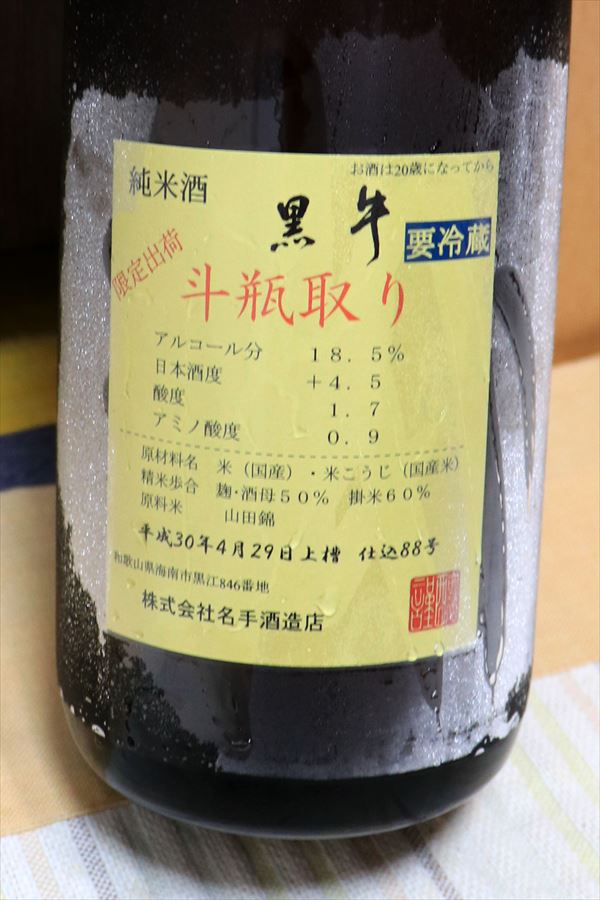 お酒は20歳になってから
純米酒
黒牛
要冷蔵
限定出荷
斗瓶取り
アルコール分 １８．５％
日本酒度 ＋４．５
酸度 １．７
アミノ酸度 ０．９
原材料名 米（国産）・米こうじ（国産米）
精米歩合 麹・酒母５０％ 掛米６０％
原料米 山田錦
平成30年4月29日上槽 仕込88号
和歌山県海南市黒江846番地
株式会社名手酒造店